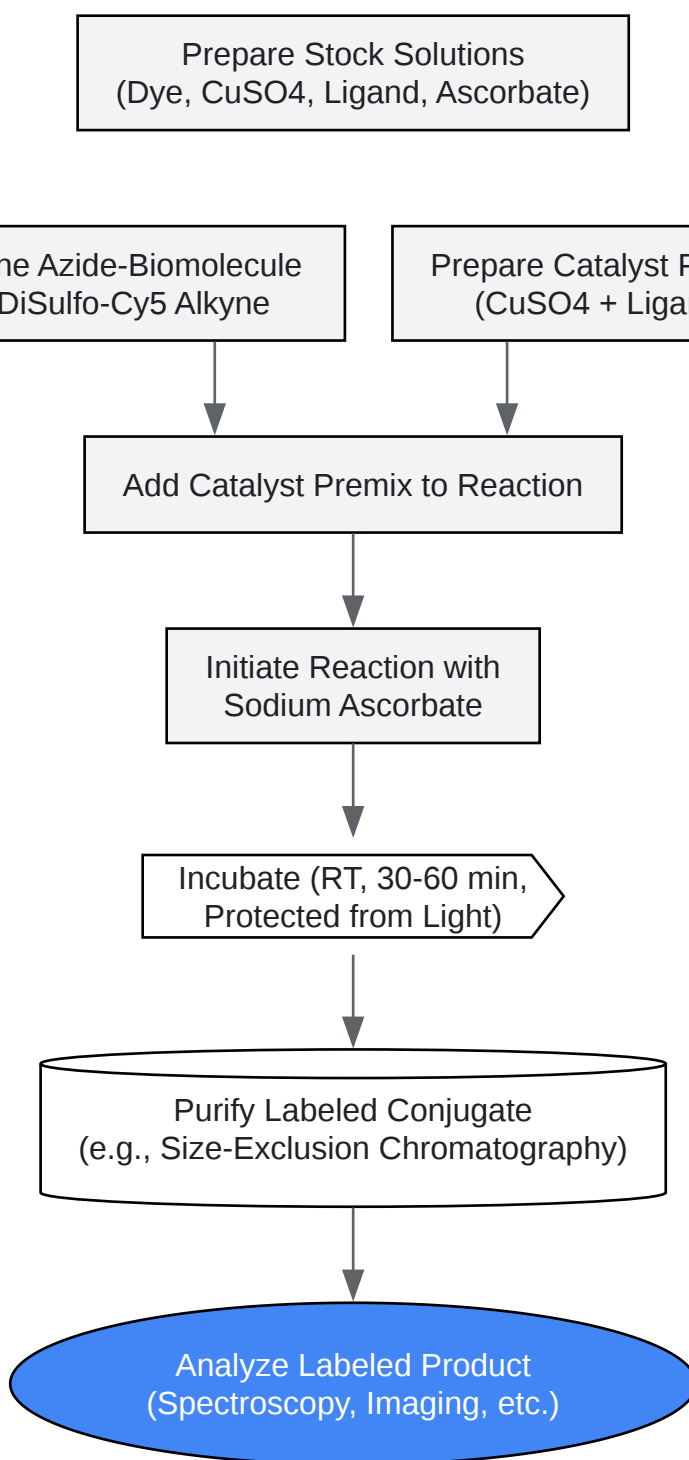 Prepare Stock Solutions
(Dye, CuSO4, Ligand, Ascorbate)
Azide-Biomolecule
DiSulfo-Cy5 Alkyne
Prepare Catalyst
(CuSO4 +
Add Catalyst Premix to Reaction
Initiate Reaction with
Sodium Ascorbate
Incubate (RT, 30-60 min,
Protected from Light)
Purify Labeled Conjugate
(e.g., Size-Exclusion Chromatography)
Analyze Labeled Product
(Spectroscopy, Imaging, etc.)